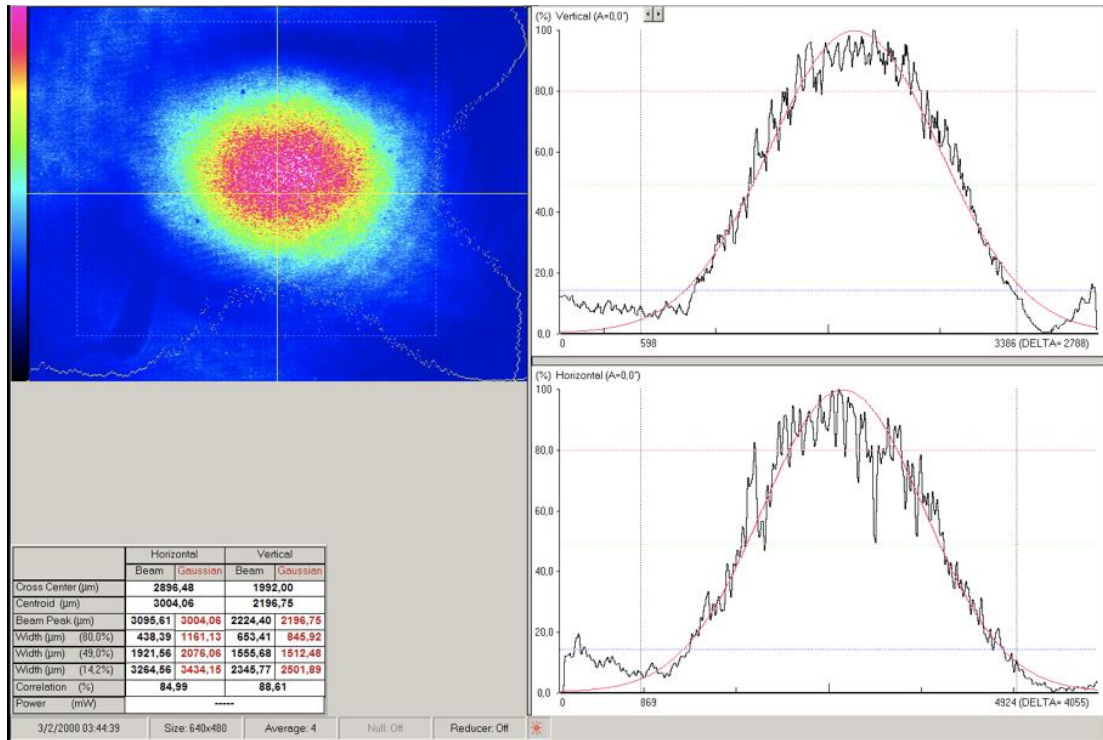 (%) Vertical (A=0,0°)
100
80,0
60,0
40,0
20,0
0,0
0 598 3386 (DELTA= 2788)
(%) Horizontal (A=0,0°)
100
80,0
60,0
40,0
20,0
0,0
0 869 4924 (DELTA= 4055)
Horizontal Vertical
Beam Gaussian Beam Gaussian
Cross Center (µm) 2896,48 1992,00
Centroid (µm) 3004,06 2196,75
Beam Peak (µm) 3095,61 3004,06 2224,40 2196,75
Width (µm) (80,0%) 438,39 1161,13 653,41 845,92
Width (µm) (49,0%) 1921,56 2076,06 1555,68 1512,48
Width (µm) (14,2%) 3264,56 3434,15 2345,77 2501,89
Correlation (%) 84,99 88,61
Power (mW) -----
3/2/2000 03:44:39 Size: 640x480 Average: 4 Null: Off Reducer: Off